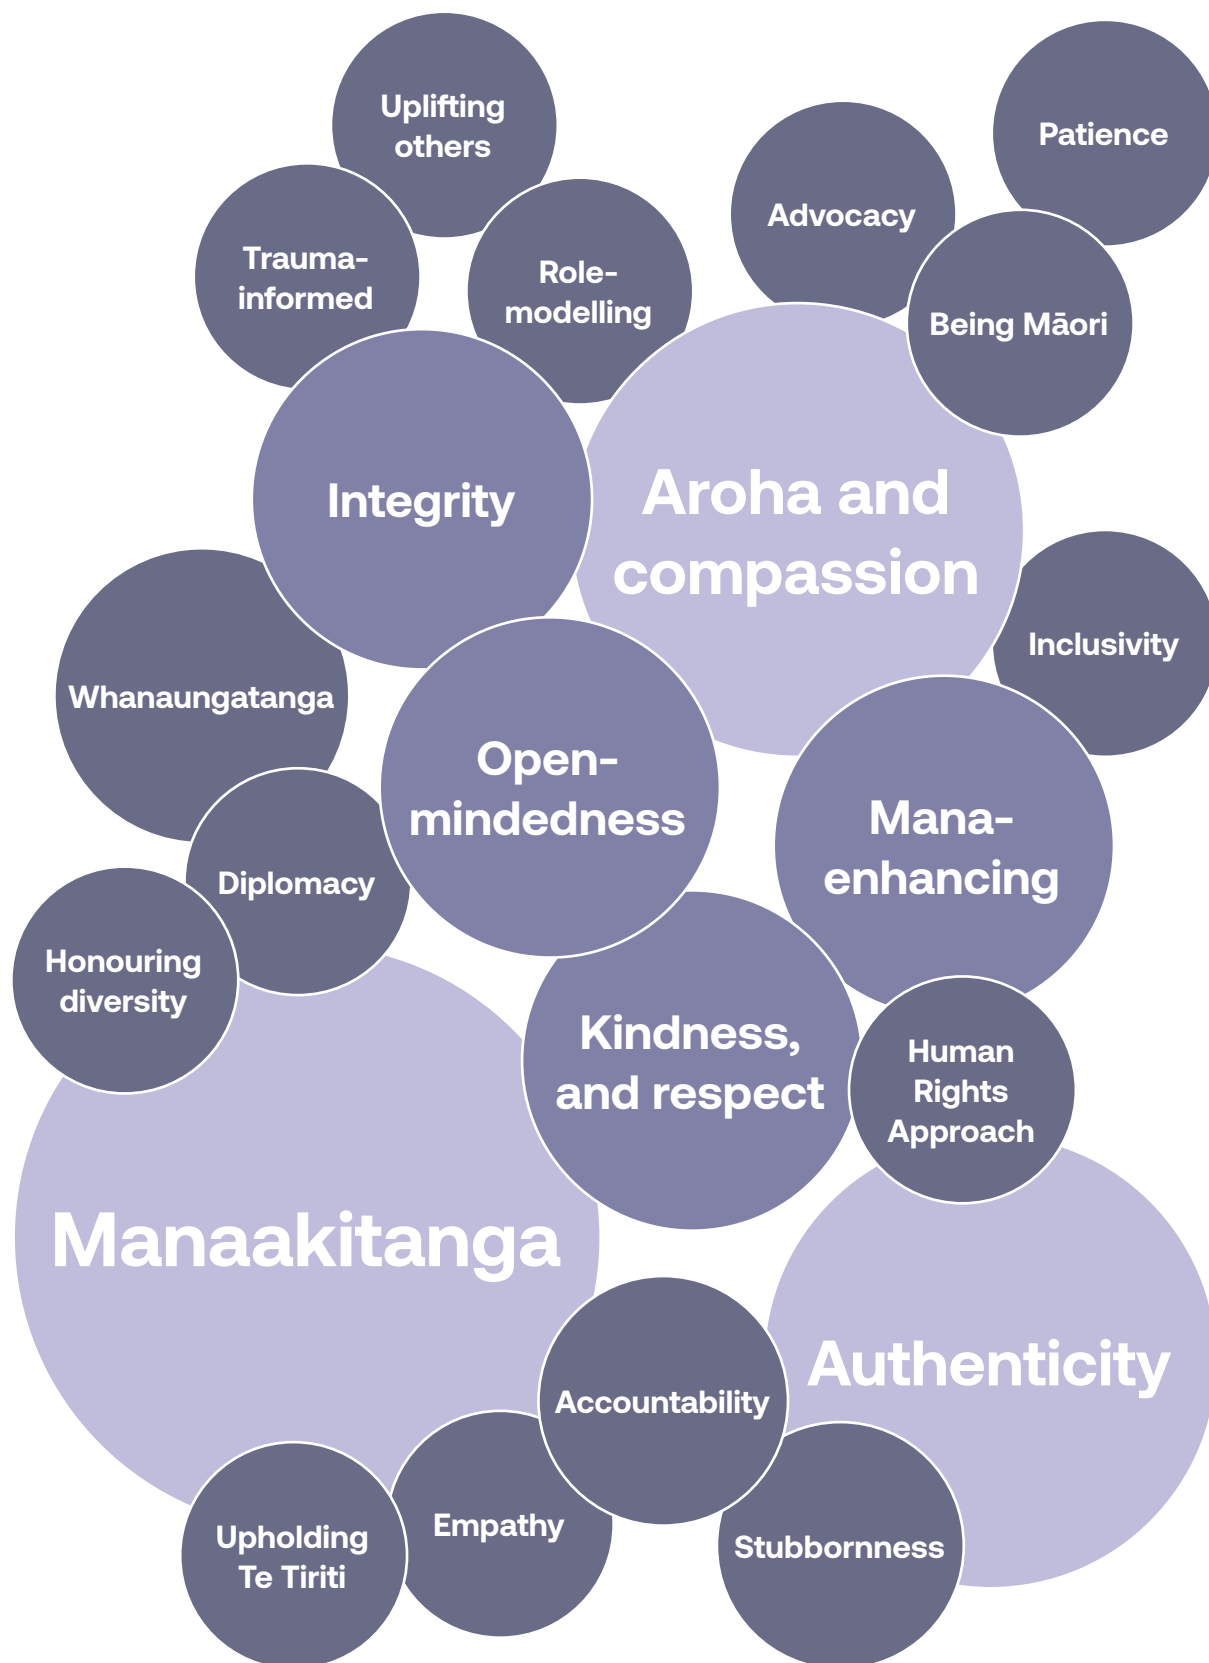 Uplifting
others
Patience
Advocacy
Trauma-
informed
Role-
modelling
Being Māori
Integrity
Aroha and
compassion
Inclusivity
Whanaungatanga
Open-
mindedness
Mana-
enhancing
Diplomacy
Honouring
diversity
Kindness,
and respect
Human
Rights
Approach
Manaakitanga
Authenticity
Accountability
Empathy
Upholding
Te Tiriti
Stubbornness